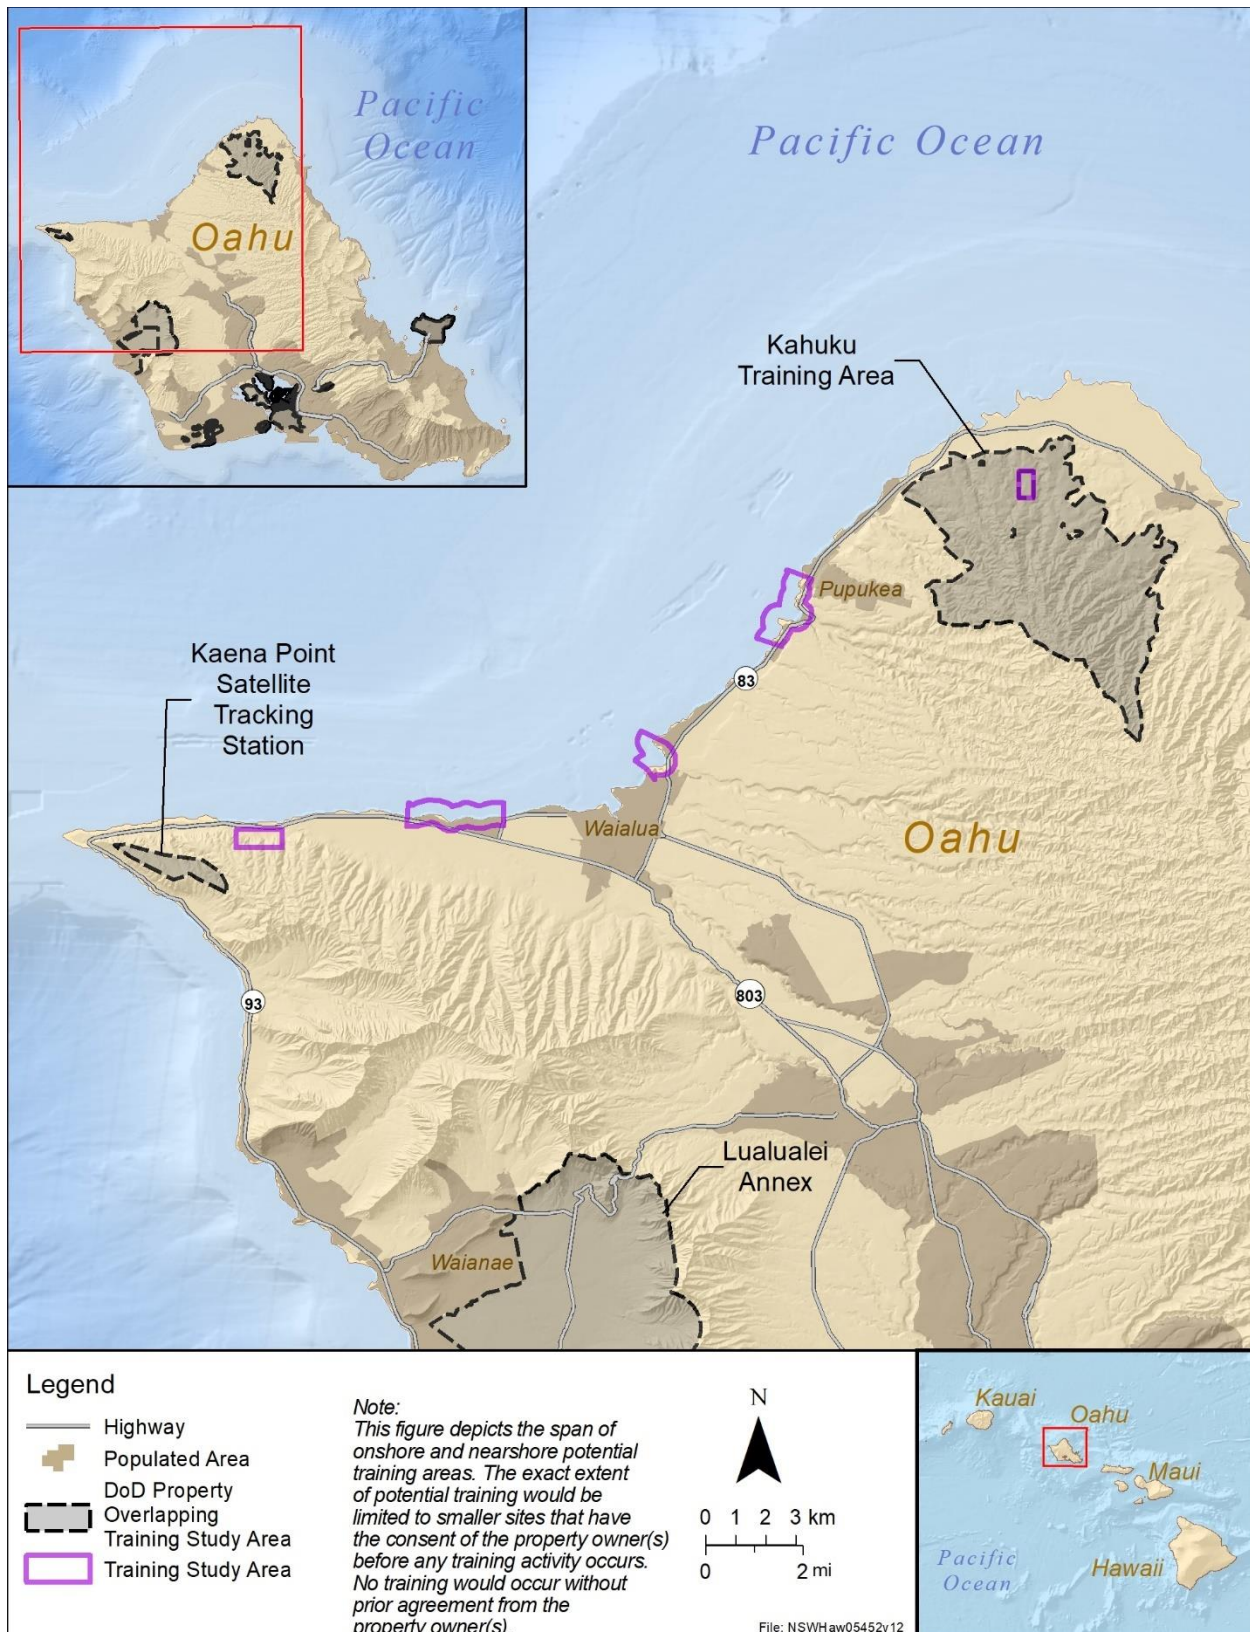 Pacific
Ocean
Oahu
Pacific Ocean
Kahuku
Training Area
Pupukea
Kaena Point
Satellite
Tracking
Station
83
Waialua
Oahu
93
803
Lualualei
Annex
Waianae
Legend
Highway
Populated Area
DoD Property
Overlapping
Training Study Area
Training Study Area
Note:
This figure depicts the span of
onshore and nearshore potential
training areas. The exact extent
of potential training would be
limited to smaller sites that have
the consent of the property owner(s)
before any training activity occurs.
No training would occur without
prior agreement from the
property owner(s)
N
0 1 2 3 km
0 2 mi
File: NSWHaw05452v12
Kauai
Oahu
Maui
Hawaii
Pacific
Ocean